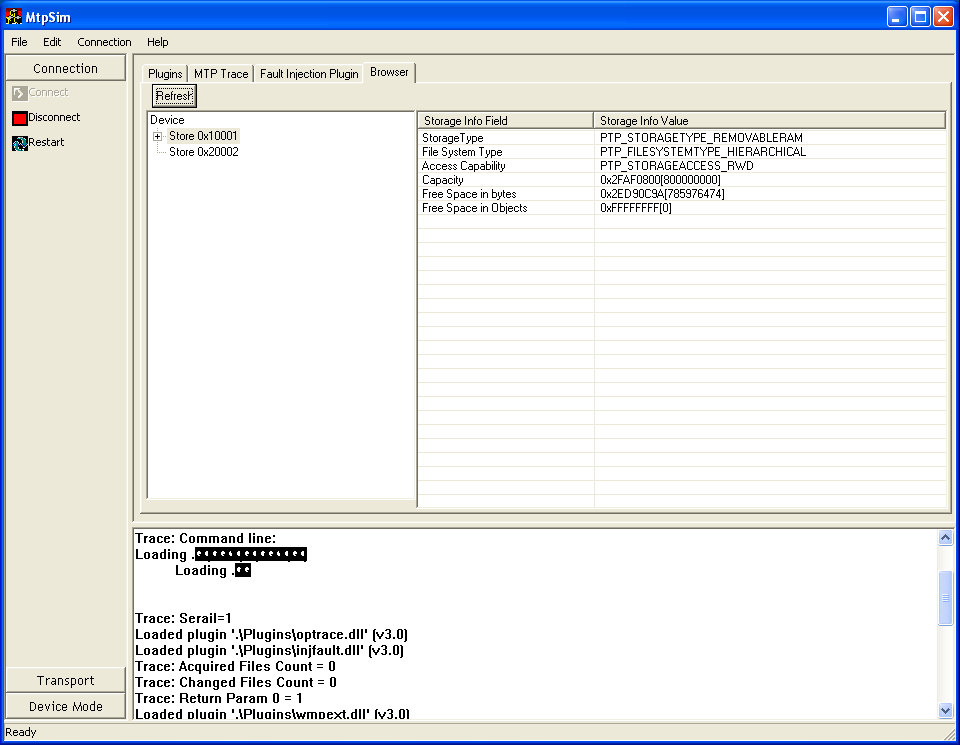 MtpSim
File Edit Connection Help
Connection
Connect
Disconnect
Restart
Plugins MTP Trace Fault Injection Plugin Browser
Refresh
Device
Store 0x10001
Store 0x20002
Storage Info Field Storage Info Value
StorageType PTP_STORAGETYPE_REMOVABLERAM
File System Type PTP_FILESYSTEMTYPE_HIERARCHICAL
Access Capability PTP_STORAGEACCESS_RWD
Capacity 0x2FAF0800[800000000]
Free Space in bytes 0x2ED90C9A[785976474]
Free Space in Objects 0xFFFFFFFF[0]
Trace: Command line:
Loading .
Loading .
Trace: Serail=1
Loaded plugin '.\Plugins\optrace.dll' (v3.0)
Loaded plugin '.\Plugins\injfault.dll' (v3.0)
Trace: Acquired Files Count = 0
Trace: Changed Files Count = 0
Trace: Return Param 0 = 1
Loaded plugin '.\Plugins\wmpext.dll' (v3.0)
Transport
Device Mode
Ready